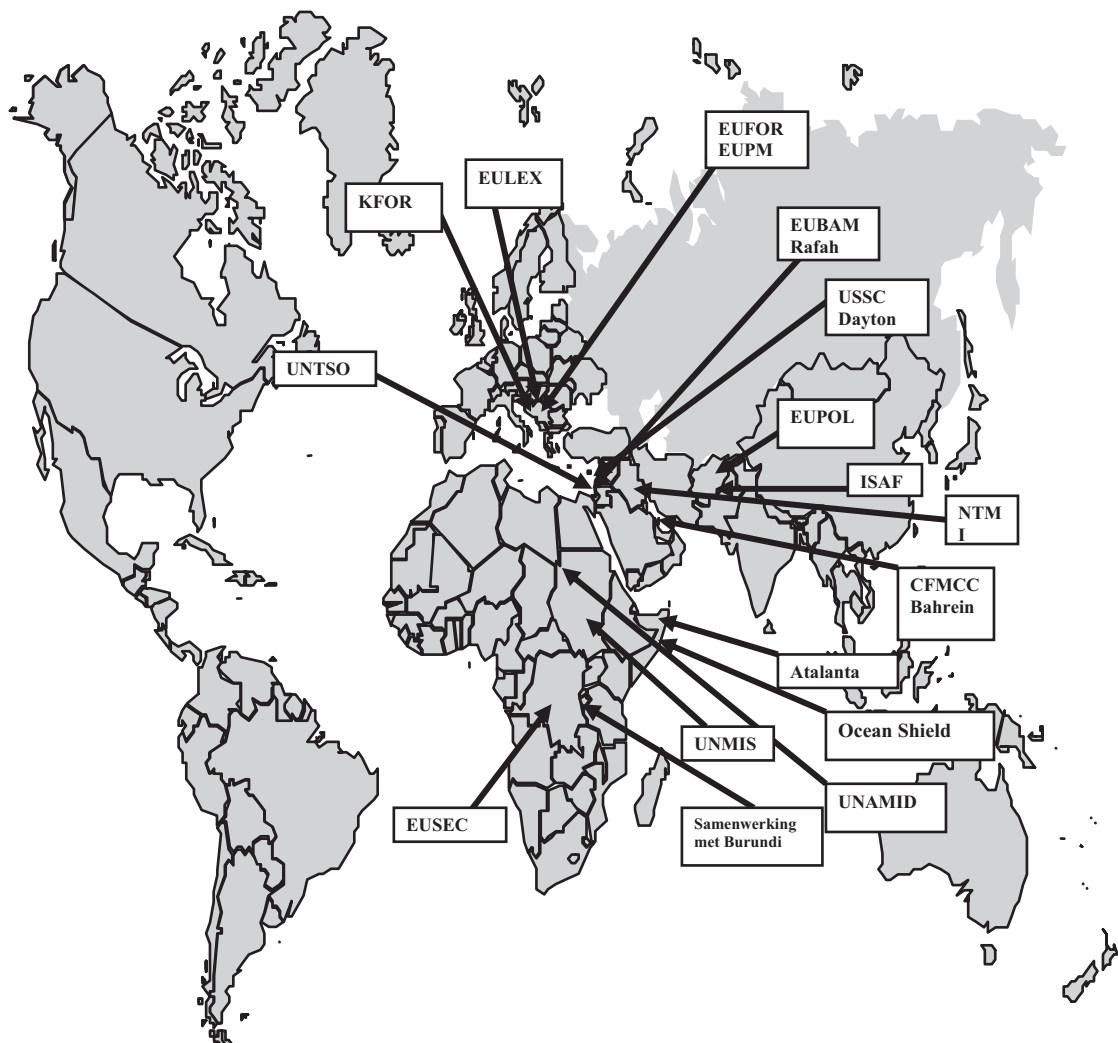 EUFOR
EUPM
EULEX
KFOR
EUBAM
Rafah
USSC
Dayton
UNTSO
EUPOL
ISAF
NTM
I
CFMCC
Bahrein
Atalanta
Ocean Shield
UNMIS
UNAMID
EUSEC
Samenwerking
met Burundi